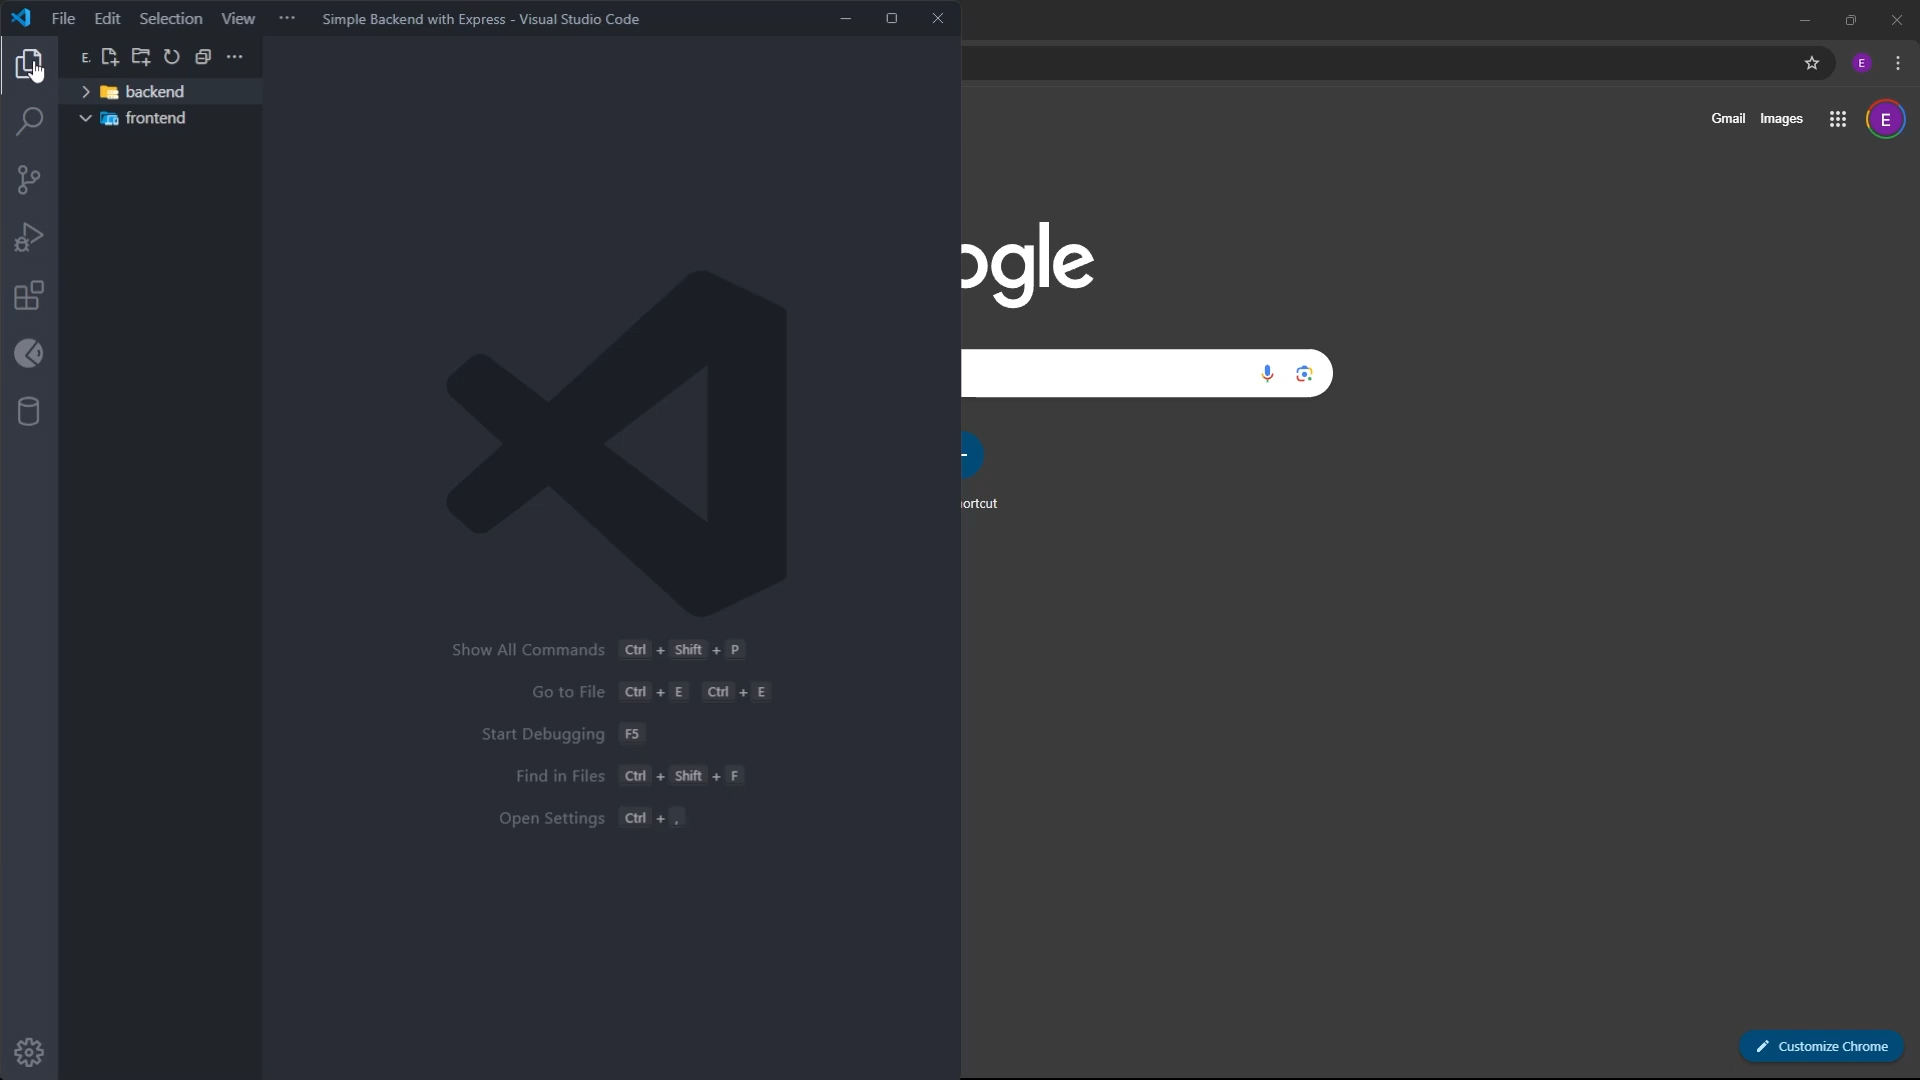 File Edit Selection View ··· Simple Backend with Express - Visual Studio Code
E.
backend
frontend
E
Gmail Images E
ogle
ortcut
Show All Commands Ctrl + Shift + P
Go to File Ctrl + E Ctrl + E
Start Debugging F5
Find in Files Ctrl + Shift + F
Open Settings Ctrl + ,
Customize Chrome